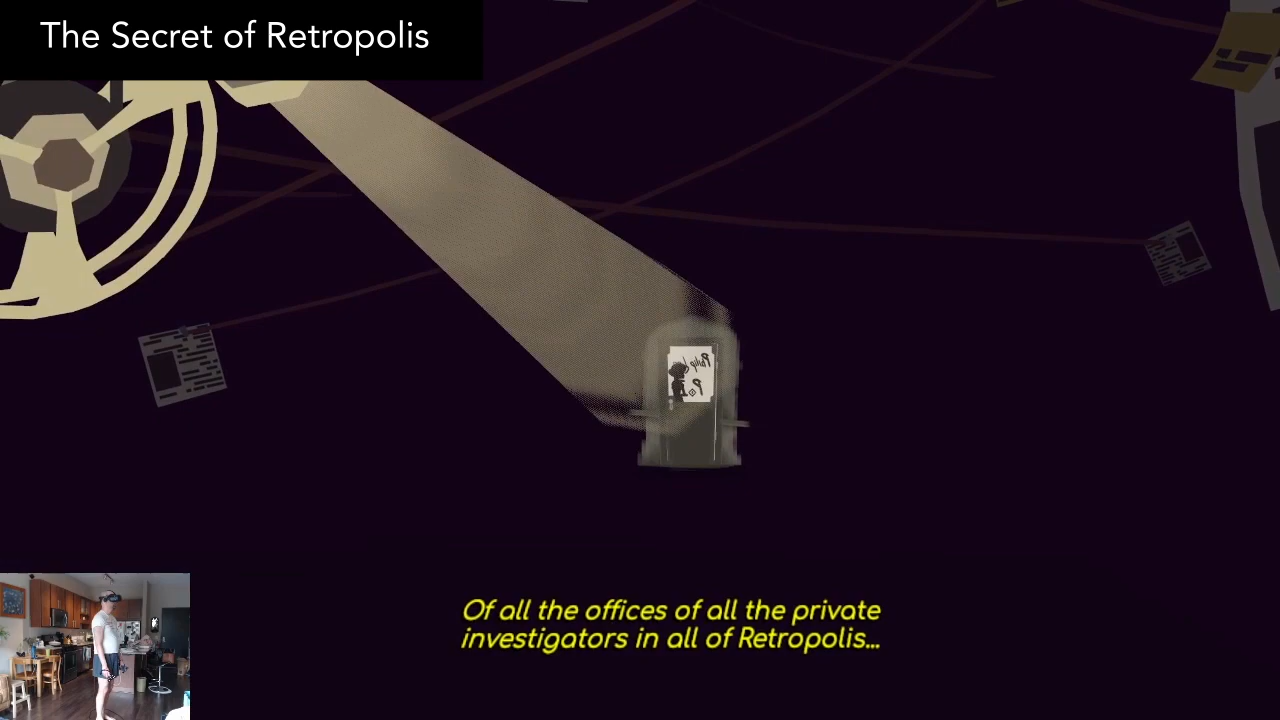 The Secret of Retropolis
Of all the offices of all the private
investigators in all of Retropolis...